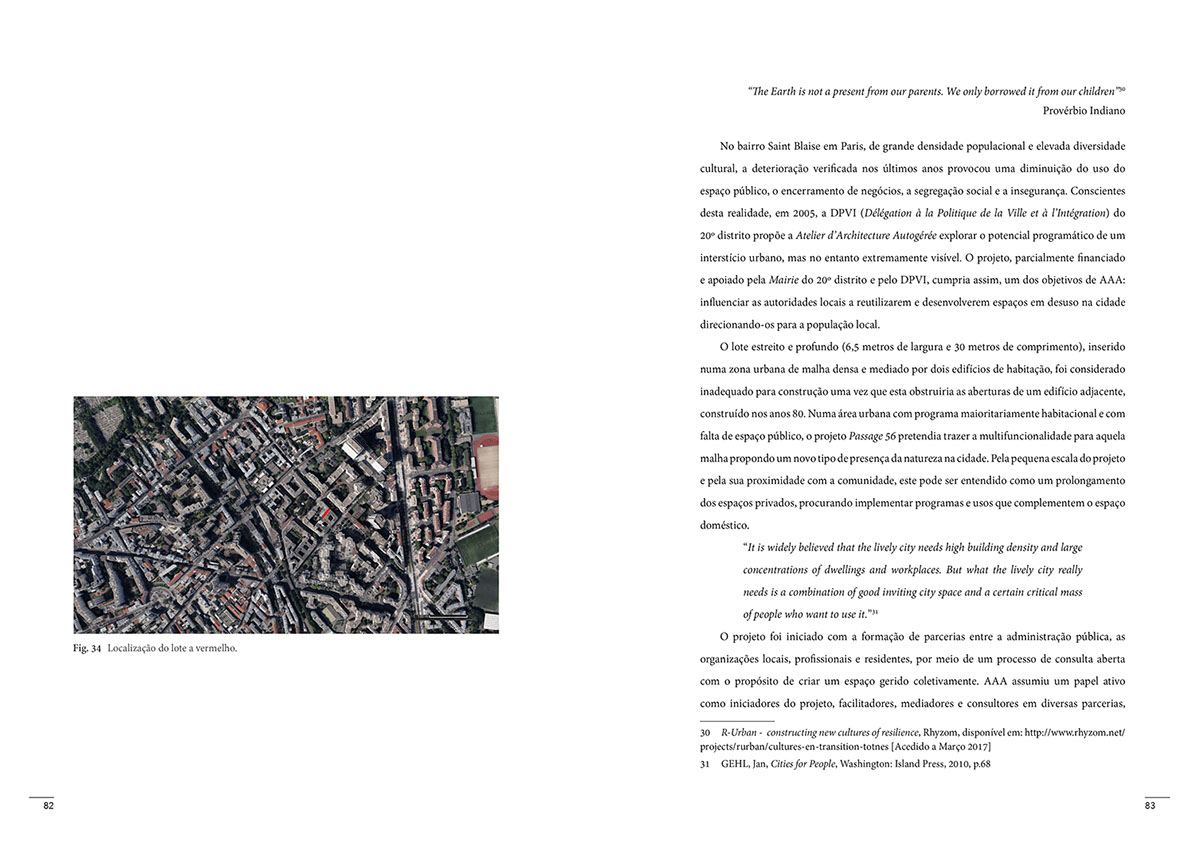 Fig. 34 Localização do lote a vermelho.
82
“The Earth is not a present from our parents. We only borrowed it from our children”30
Provérbio Indiano
No bairro Saint Blaise em Paris, de grande densidade populacional e elevada diversidade
cultural, a deterioração verificada nos últimos anos provocou uma diminuição do uso do
espaço público, o encerramento de negócios, a segregação social e a insegurança. Conscientes
desta realidade, em 2005, a DPVI (Délégation à la Politique de la Ville et à l’Intégration) do
20º distrito propõe a Atelier d’Architecture Autogérée explorar o potencial programático de um
interstício urbano, mas no entanto extremamente visível. O projeto, parcialmente financiado
e apoiado pela Mairie do 20º distrito e pelo DPVI, cumpria assim, um dos objetivos de AAA:
influenciar as autoridades locais a reutilizarem e desenvolverem espaços em desuso na cidade
direcionando-os para a população local.
O lote estreito e profundo (6,5 metros de largura e 30 metros de comprimento), inserido
numa zona urbana de malha densa e mediado por dois edifícios de habitação, foi considerado
inadequado para construção uma vez que esta obstruiria as aberturas de um edifício adjacente,
construído nos anos 80. Numa área urbana com programa maioritariamente habitacional e com
falta de espaço público, o projeto Passage 56 pretendia trazer a multifuncionalidade para aquela
malha propondo um novo tipo de presença da natureza na cidade. Pela pequena escala do projeto
e pela sua proximidade com a comunidade, este pode ser entendido como um prolongamento
dos espaços privados, procurando implementar programas e usos que complementem o espaço
doméstico.
“It is widely believed that the lively city needs high building density and large
concentrations of dwellings and workplaces. But what the lively city really
needs is a combination of good inviting city space and a certain critical mass
of people who want to use it.”31
O projeto foi iniciado com a formação de parcerias entre a administração pública, as
organizações locais, profissionais e residentes, por meio de um processo de consulta aberta
com o propósito de criar um espaço gerido coletivamente. AAA assumiu um papel ativo
como iniciadores do projeto, facilitadores, mediadores e consultores em diversas parcerias,
30 R-Urban - constructing new cultures of resilience, Rhyzom, disponível em: http://www.rhyzom.net/
projects/rurban/cultures-en-transition-totnes [Acedido a Março 2017]
31 GEHL, Jan, Cities for People, Washington: Island Press, 2010, p.68
83